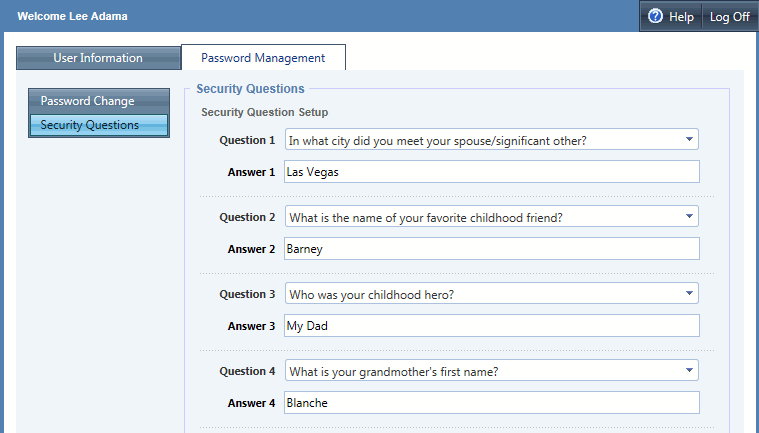 Welcome Lee Adama
Help Log Off
User Information Password Management
Password Change
Security Questions
Security Questions
Security Question Setup
Question 1 In what city did you meet your spouse/significant other?
Answer 1 Las Vegas
Question 2 What is the name of your favorite childhood friend?
Answer 2 Barney
Question 3 Who was your childhood hero?
Answer 3 My Dad
Question 4 What is your grandmother's first name?
Answer 4 Blanche